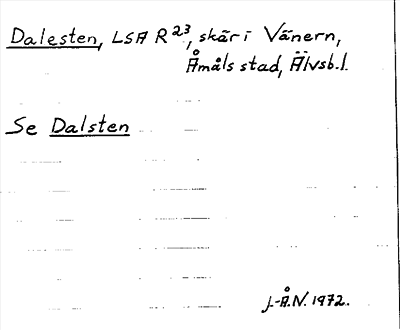 Dalesten, LSA R23, skär i Vänern,
Åmåls stad, Älvsb.l.
Se Dalsten
J.-Å.N. 1972.